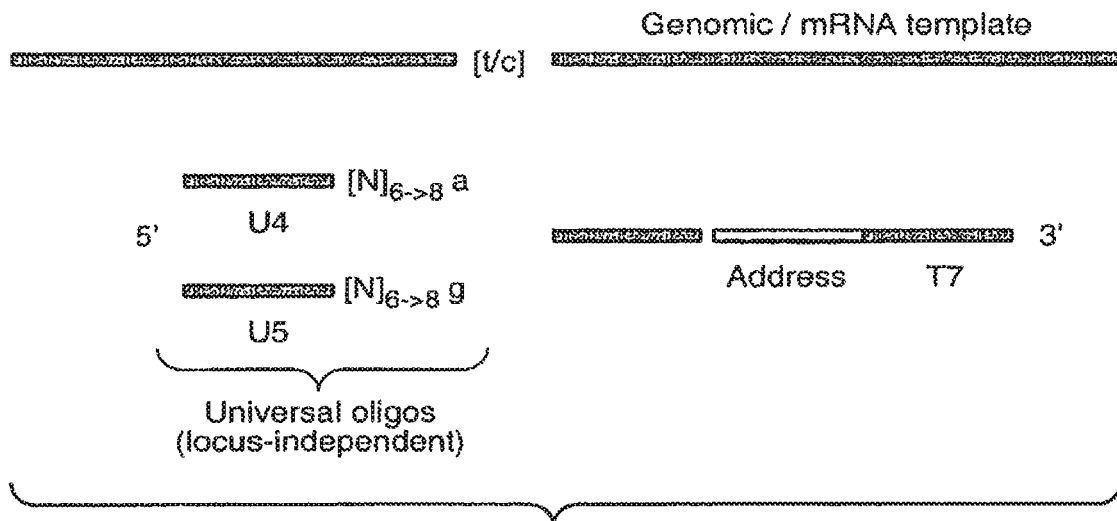 Genomic / mRNA template
[t/c]
[N]6->8 a
U4
5'
3'
Address
T7
[N]6->8 g
U5
Universal oligos
(locus-independent)